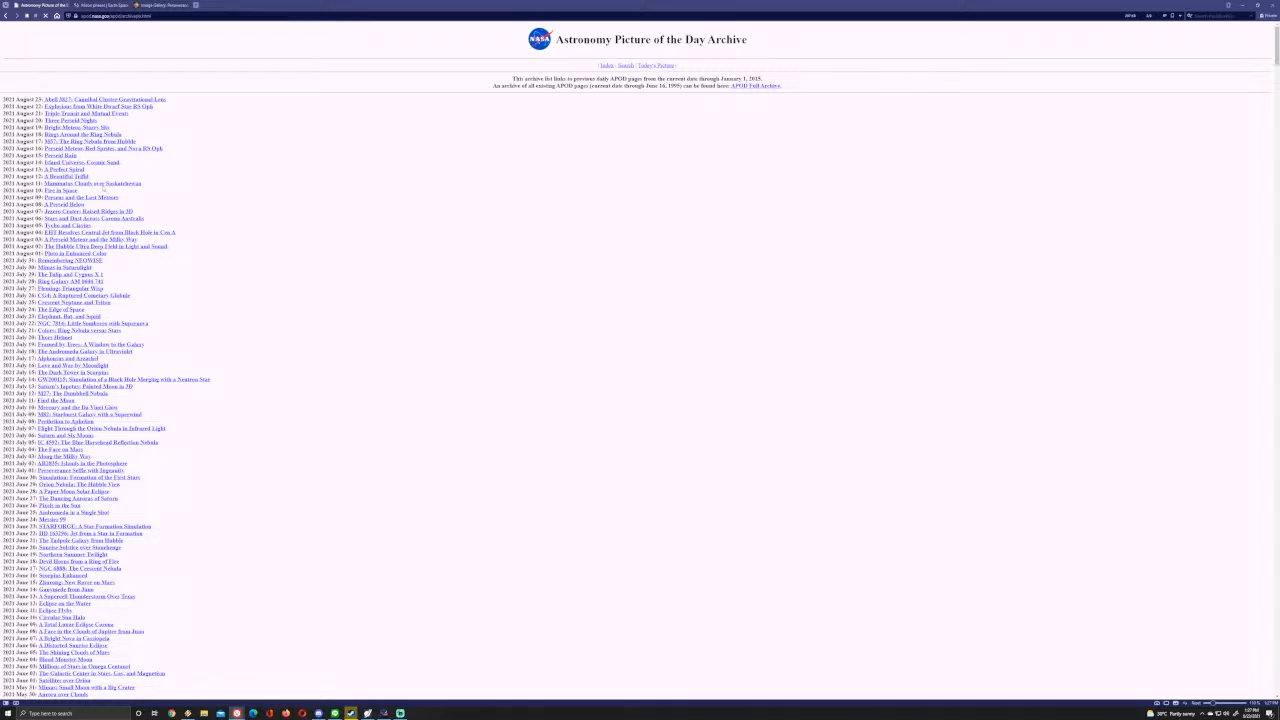 Astronomy Picture of the Day Archive
| Index | Search | Today's Picture |
This archive list links to previous daily APOD pages from the current date through January 1, 2015.
An archive of all existing APOD pages (current date through June 16, 1995) can be found here: APOD Full Archive.
2021 August 23: Abell 3827: Cannibal Cluster Gravitational Lens
2021 August 22: Explosions from White Dwarf Star RS Oph
2021 August 21: Triple Transit and Mutual Events
2021 August 20: Three Perseid Nights
2021 August 19: Bright Meteor, Starry Sky
2021 August 18: Rings Around the Ring Nebula
2021 August 17: M57: The Ring Nebula from Hubble
2021 August 16: Perseid Meteor, Red Sprites, and Nova RS Oph
2021 August 15: Perseid Rain
2021 August 14: Island Universe, Cosmic Sand
2021 August 13: A Perfect Spiral
2021 August 12: A Beautiful Trifid
2021 August 11: Mammatus Clouds over Saskatchewan
2021 August 10: Fire in Space
2021 August 09: Perseus and the Lost Meteors
2021 August 08: A Perseid Below
2021 August 07: Jezero Crater: Raised Ridges in 3D
2021 August 06: Stars and Dust Across Corona Australis
2021 August 05: Tycho and Clavius
2021 August 04: EHT Resolves Central Jet from Black Hole in Cen A
2021 August 03: A Perseid Meteor and the Milky Way
2021 August 02: The Hubble Ultra Deep Field in Light and Sound
2021 August 01: Pluto in Enhanced Color
2021 July 31: Remembering NEOWISE
2021 July 30: Mimas in Saturnlight
2021 July 29: The Tulip and Cygnus X 1
2021 July 28: Ring Galaxy AM 0644 741
2021 July 27: Fleming's Triangular Wisp
2021 July 26: CG4: A Ruptured Cometary Globule
2021 July 25: Crescent Neptune and Triton
2021 July 24: The Edge of Space
2021 July 23: Elephant, Bat, and Squid
2021 July 22: NGC 7814: Little Sombrero with Supernova
2021 July 21: Colors: Ring Nebula versus Stars
2021 July 20: Thors Helmet
2021 July 19: Framed by Trees: A Window to the Galaxy
2021 July 18: The Andromeda Galaxy in Ultraviolet
2021 July 17: Alphonsus and Arzachel
2021 July 16: Love and War by Moonlight
2021 July 15: The Dark Tower in Scorpius
2021 July 14: GW200115: Simulation of a Black Hole Merging with a Neutron Star
2021 July 13: Saturn's Iapetus: Painted Moon in 3D
2021 July 12: M27: The Dumbbell Nebula
2021 July 11: Find the Moon
2021 July 10: Mercury and the Da Vinci Glow
2021 July 09: M82: Starburst Galaxy with a Superwind
2021 July 08: Perihelion to Aphelion
2021 July 07: Flight Through the Orion Nebula in Infrared Light
2021 July 06: Saturn and Six Moons
2021 July 05: IC 4592: The Blue Horsehead Reflection Nebula
2021 July 04: The Face on Mars
2021 July 03: Along the Milky Way
2021 July 02: AR2835: Islands in the Photosphere
2021 July 01: Perseverance Selfie with Ingenuity
2021 June 30: Simulation: Formation of the First Stars
2021 June 29: Orion Nebula: The Hubble View
2021 June 28: A Paper Moon Solar Eclipse
2021 June 27: The Dancing Auroras of Saturn
2021 June 26: Pixels in the Sun
2021 June 25: Andromeda in a Single Shot
2021 June 24: Messier 99
2021 June 23: STARFORGE: A Star Formation Simulation
2021 June 22: HD 163296: Jet from a Star in Formation
2021 June 21: The Tadpole Galaxy from Hubble
2021 June 20: Sunrise Solstice over Stonehenge
2021 June 19: Northern Summer Twilight
2021 June 18: Devil Horns from a Ring of Fire
2021 June 17: NGC 6888: The Crescent Nebula
2021 June 16: Scorpius Enhanced
2021 June 15: Zhurong: New Rover on Mars
2021 June 14: Ganymede from Juno
2021 June 13: A Supercell Thunderstorm Over Texas
2021 June 12: Eclipse on the Water
2021 June 11: Eclipse Flyby
2021 June 10: Circular Sun Halo
2021 June 09: A Total Lunar Eclipse Corona
2021 June 08: A Face in the Clouds of Jupiter from Juno
2021 June 07: A Bright Nova in Cassiopeia
2021 June 06: A Distorted Sunrise Eclipse
2021 June 05: The Shining Clouds of Mars
2021 June 04: Blood Monster Moon
2021 June 03: Millions of Stars in Omega Centauri
2021 June 02: The Galactic Center in Stars, Gas, and Magnetism
2021 June 01: Satellites over Orion
2021 May 31: Mimas: Small Moon with a Big Crater
2021 May 30: Aurora over Clouds
Type here to search
30°C Partly sunny
1:27 PM
8/23/2021